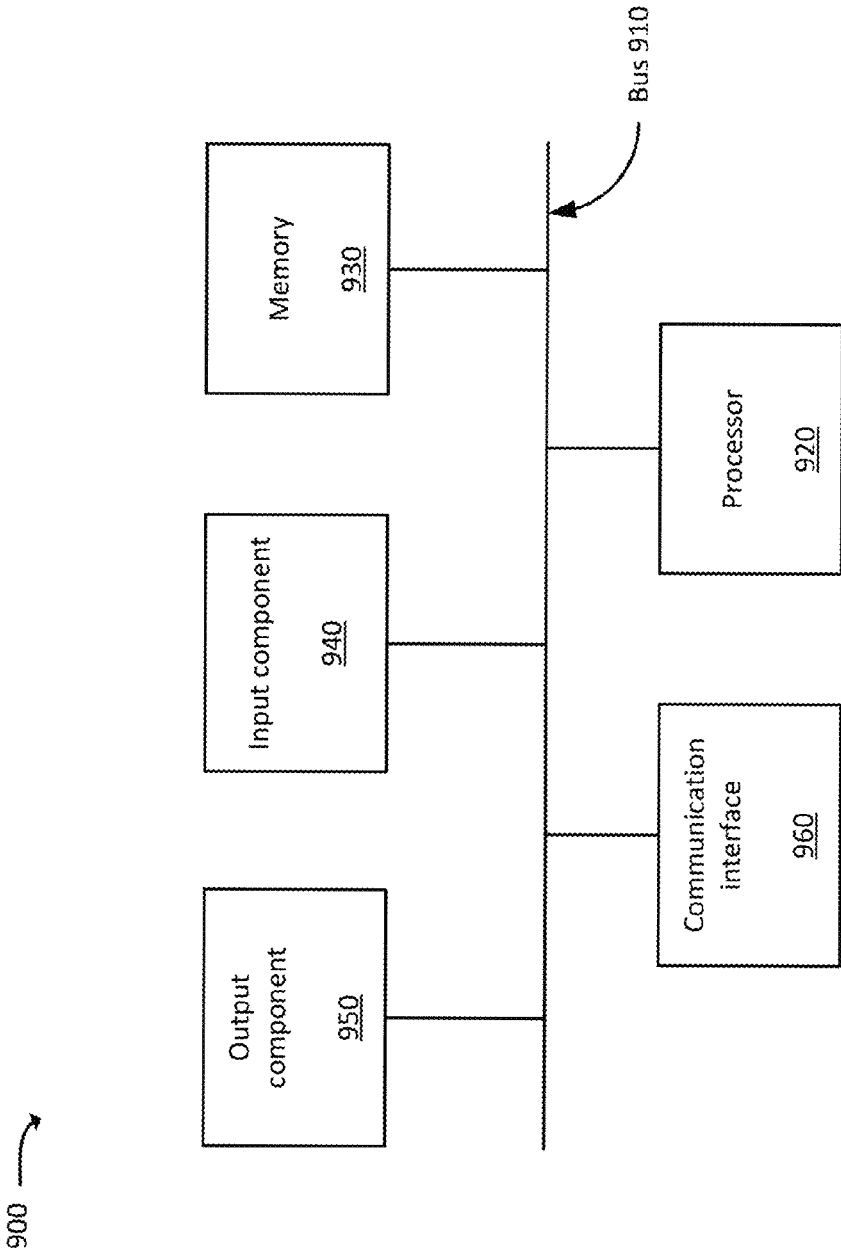 900
Output
component
950
Input component
940
Memory
930
Communication
interface
960
Processor
920
Bus 910